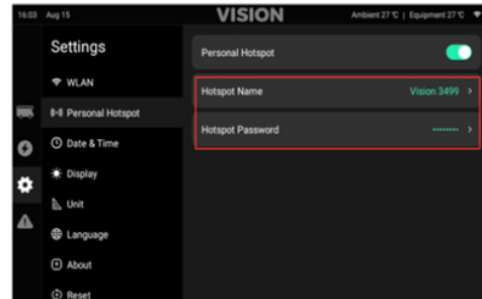 16:03 Aug 15
VISION
Ambient 27 ℃ | Equipment 27 ℃
Settings
WLAN
Personal Hotspot
Date & Time
Display
Unit
Language
About
Reset
Personal Hotspot
Hotspot Name Vision 3499 >
Hotspot Password ******** >